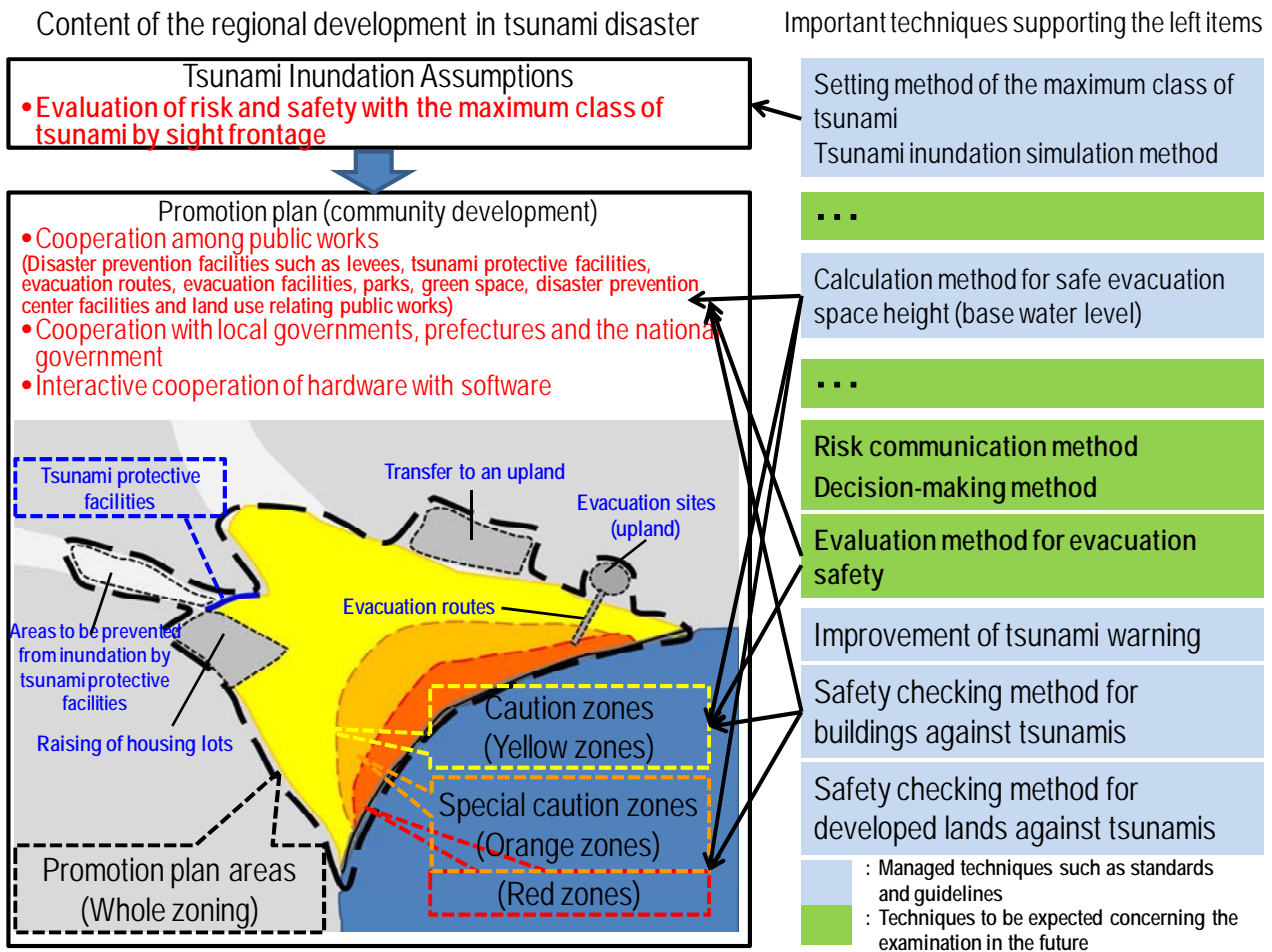 Content of the regional development in tsunami disaster
Tsunami Inundation Assumptions
•Evaluation of risk and safety with the maximum class of
tsunami by sight frontage
Promotion plan (community development)
•Cooperation among public works
(Disaster prevention facilities such as levees, tsunami protective facilities,
evacuation routes, evacuation facilities, parks, green space, disaster prevention
center facilities and land use relating public works)
•Cooperation with local governments, prefectures and the national
government
•Interactive cooperation of hardware with software
Tsunami protective
facilities
Transfer to an upland
Evacuation sites
(upland)
Evacuation routes
Areas to be prevented
from inundation by
tsunami protective
facilities
Raising of housing lots
Caution zones
(Yellow zones)
Special caution zones
(Orange zones)
(Red zones)
Promotion plan areas
(Whole zoning)
Important techniques supporting the left items
Setting method of the maximum class of
tsunami
Tsunami inundation simulation method
...
Calculation method for safe evacuation
space height (base water level)
...
Risk communication method
Decision-making method
Evaluation method for evacuation
safety
Improvement of tsunami warning
Safety checking method for
buildings against tsunamis
Safety checking method for
developed lands against tsunamis
: Managed techniques such as standards
and guidelines
: Techniques to be expected concerning the
examination in the future